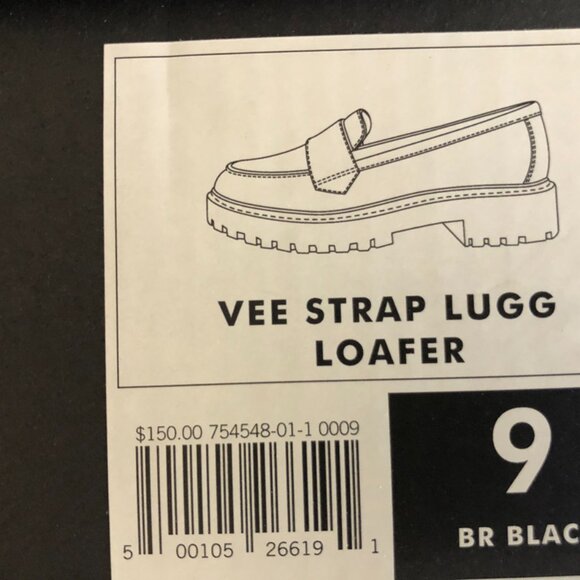 VEE STRAP LUGG
LOAFER
$150.00 754548-01-1 0009
5 00105 26619 1
9
BR BLAC